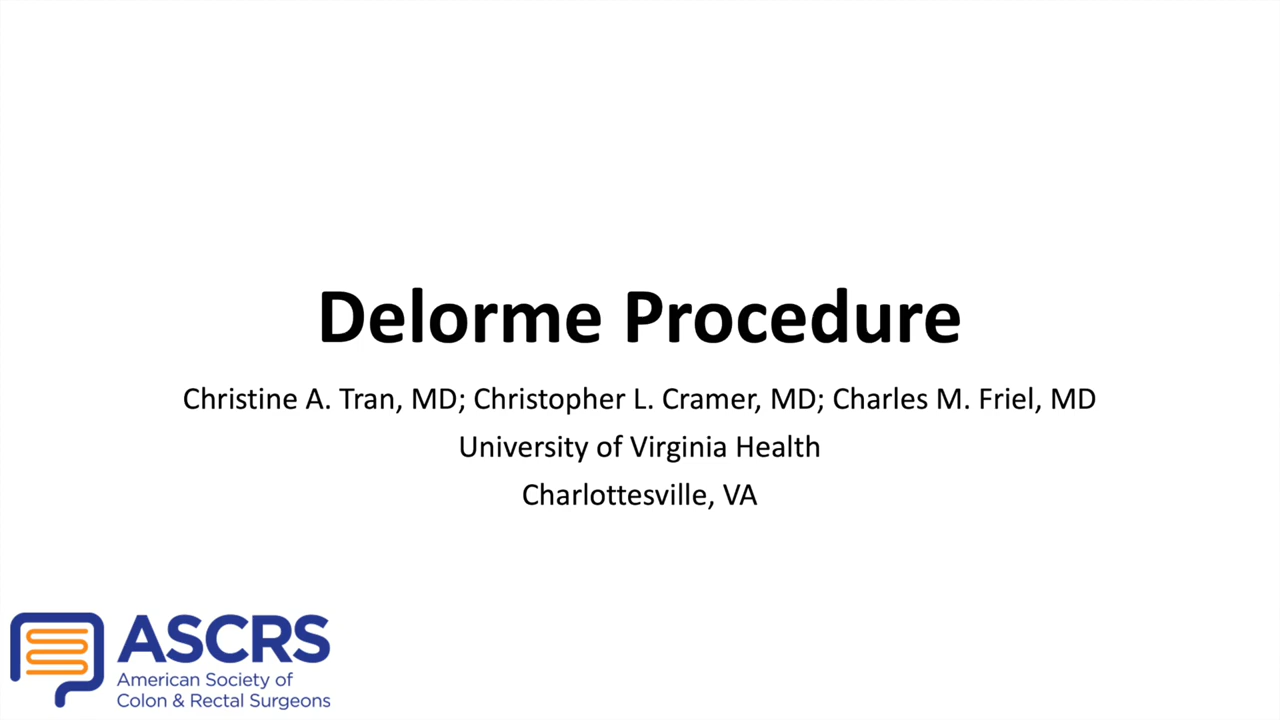 Delorme Procedure
Christine A. Tran, MD; Christopher L. Cramer, MD; Charles M. Friel, MD
University of Virginia Health
Charlottesville, VA
ASCRS
American Society of
Colon & Rectal Surgeons